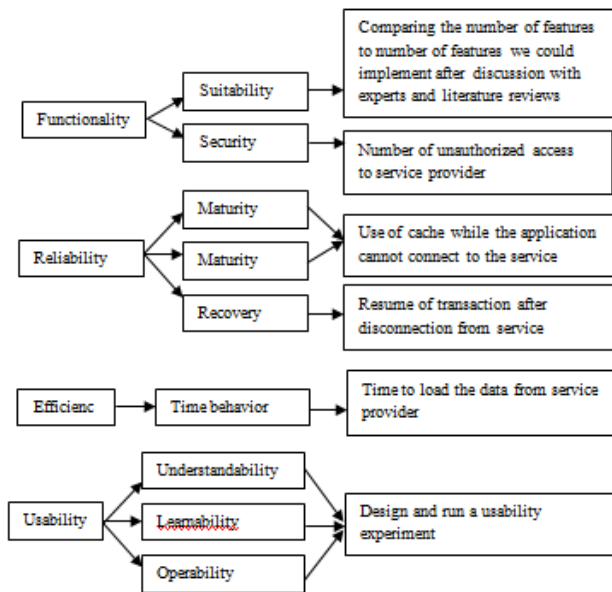 Functionality
Suitability
Comparing the number of features
to number of features we could
implement after discussion with
experts and literature reviews
Security
Number of unauthorized access
to service provider
Reliability
Maturity
Maturity
Use of cache while the application
cannot connect to the service
Recovery
Resume of transaction after
disconnection from service
Efficienc
Time behavior
Time to load the data from service
provider
Usability
Understandability
Learnability
Operability
Design and run a usability
experiment